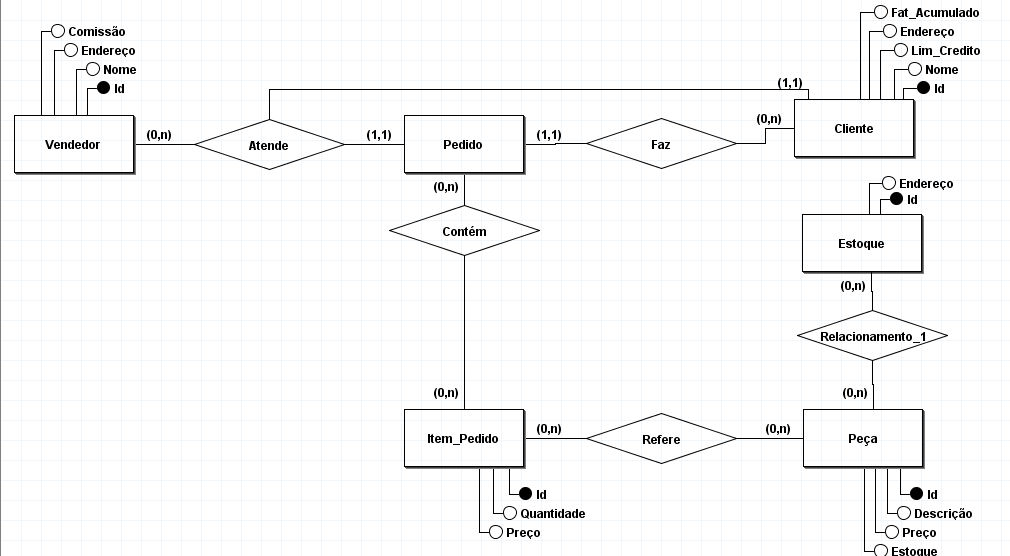 Fat_Acumulado
Comissão
Endereço
Endereço
Lim_Credito
Nome
Nome
Id
(1,1)
Id
(0,n)
Cliente
Vendedor
(0,n)
Atende
(1,1)
Pedido
(1,1)
Faz
(0,n)
Endereço
Id
Contém
Estoque
(0,n)
Relacionamento_1
(0,n)
(0,n)
Item_Pedido
(0,n)
Refere
(0,n)
Peça
Id
Id
Quantidade
Descrição
Preço
Preço
Estoque